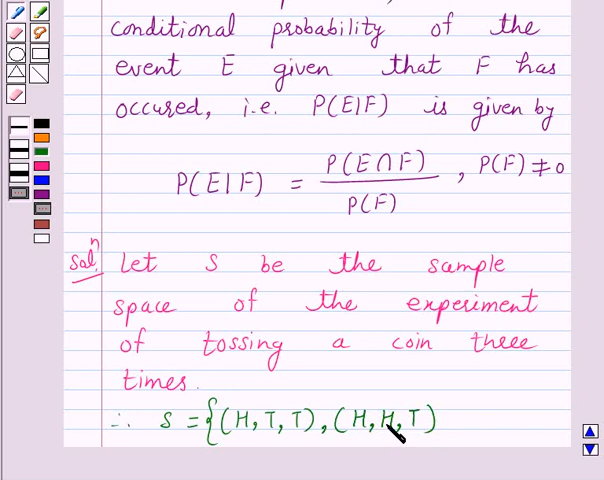 conditional probability of the
event E given that F has
occured, i.e. P(E|F) is given by
P(E|F) = P(E∩F) / P(F) , P(F) ≠ 0
Solⁿ. Let S be the sample
space of the experiment
of tossing a coin three
times.
∴ S = {(H, T, T), (H, H, T)